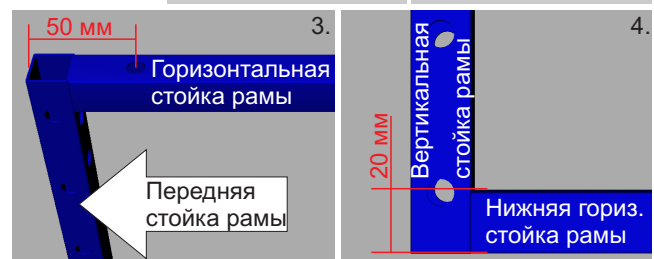 50 мм
3.
Горизонтальная
стойка рамы
Передняя
стойка рамы
4.
Вертикальная
стойка рамы
20 мм
Нижняя гориз.
стойка рамы